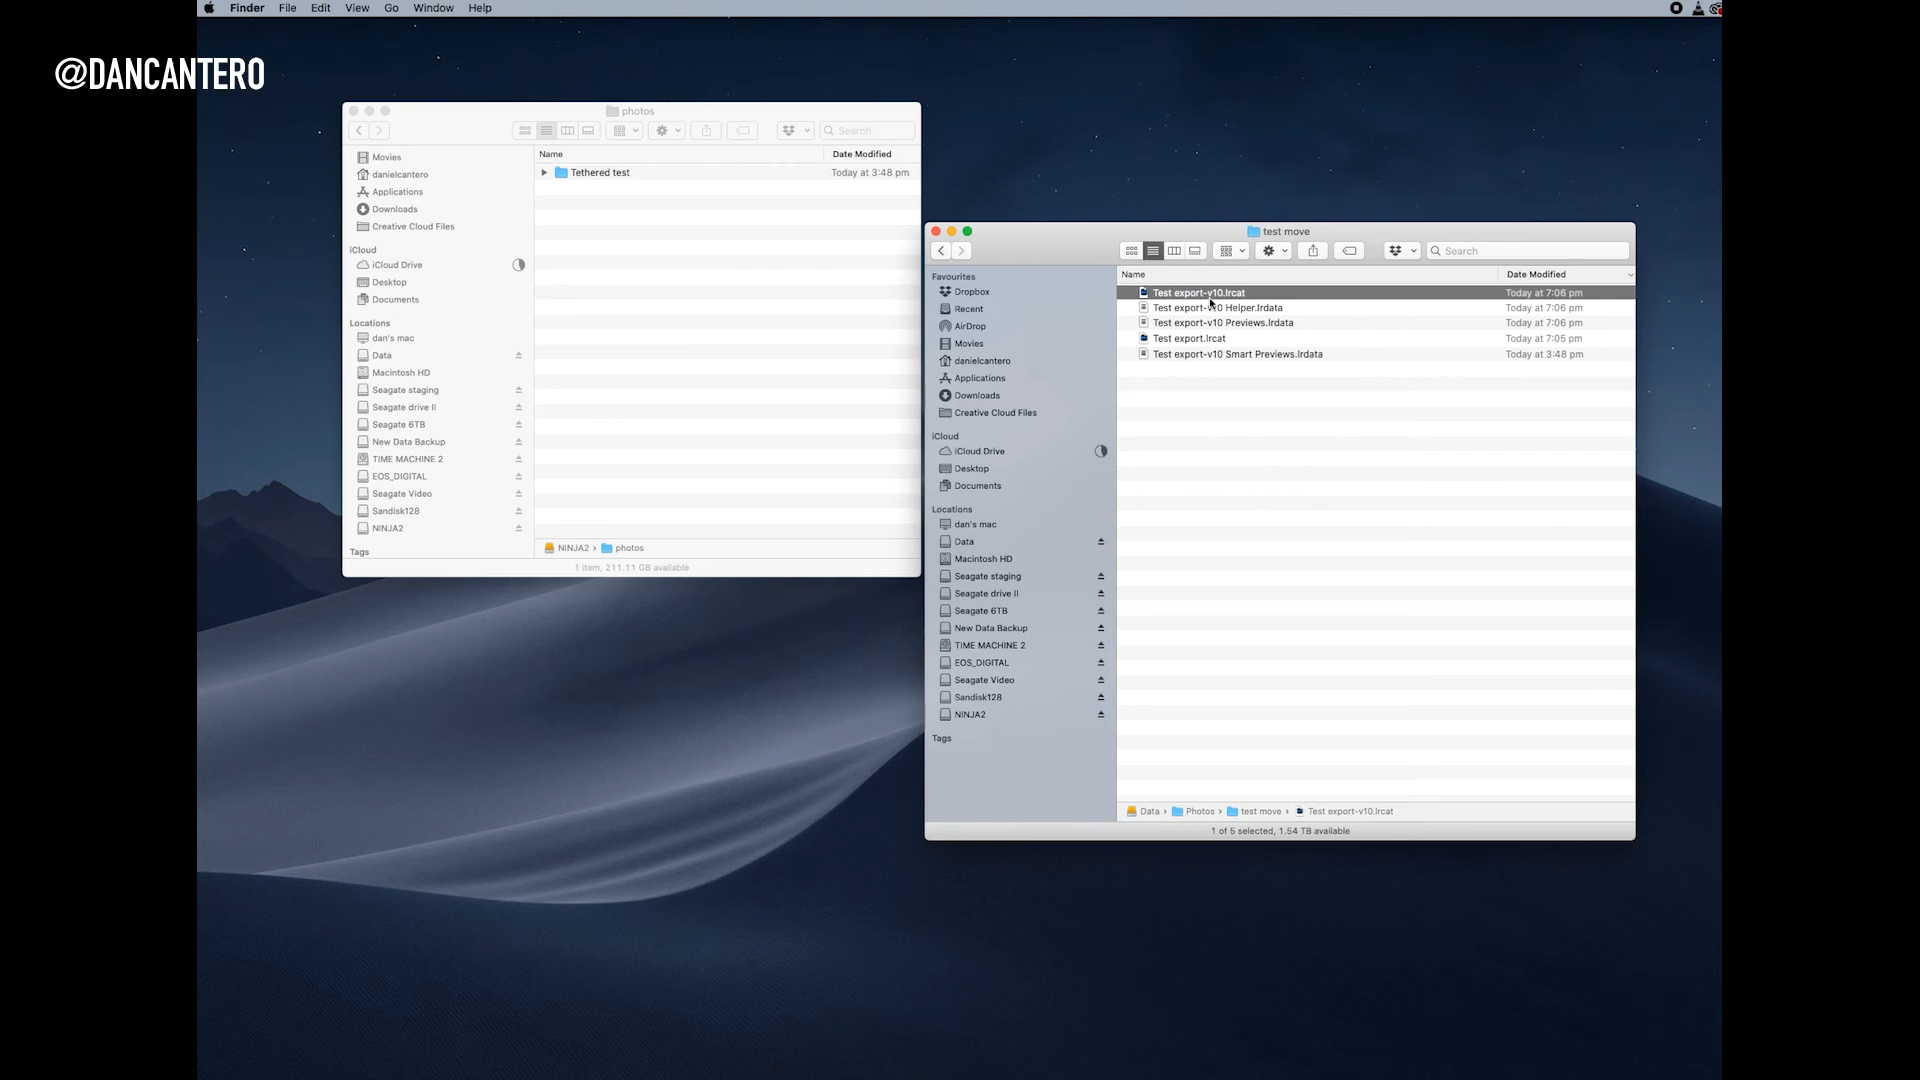 Finder File Edit View Go Window Help
@DANCANTERO
photos
Search
Name Date Modified
Movies
danielcantero
Applications
Downloads
Creative Cloud Files
iCloud
iCloud Drive
Desktop
Documents
Locations
dan's mac
Data
Macintosh HD
Seagate staging
Seagate drive II
Seagate 6TB
New Data Backup
TIME MACHINE 2
EOS_DIGITAL
Seagate Video
Sandisk128
NINJA2
Tags
Tethered test Today at 3:48 pm
NINJA2 › photos
1 item, 211.11 GB available
test move
Search
Favourites
Dropbox
Recent
AirDrop
Movies
danielcantero
Applications
Downloads
Creative Cloud Files
iCloud
iCloud Drive
Desktop
Documents
Locations
dan's mac
Data
Macintosh HD
Seagate staging
Seagate drive II
Seagate 6TB
New Data Backup
TIME MACHINE 2
EOS_DIGITAL
Seagate Video
Sandisk128
NINJA2
Tags
Name Date Modified
Test export-v10.lrcat Today at 7:06 pm
Test export-v10 Helper.lrdata Today at 7:06 pm
Test export-v10 Previews.lrdata Today at 7:06 pm
Test export.lrcat Today at 7:05 pm
Test export-v10 Smart Previews.lrdata Today at 3:48 pm
Data › Photos › test move › Test export-v10.lrcat
1 of 5 selected, 1.54 TB available